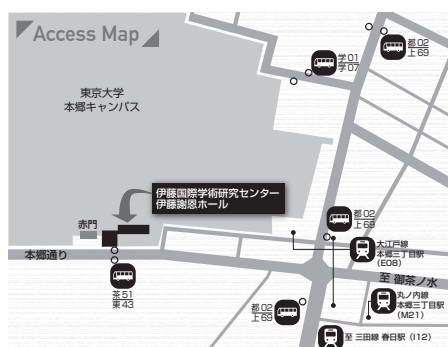 Access Map
学01
学07
都02
上69
東京大学
本郷キャンパス
伊藤国際学術研究センター
伊藤謝恩ホール
赤門
都02
上69
大江戸線
本郷三丁目駅
(E08)
本郷通り
至 御茶ノ水
茶51
東43
丸ノ内線
本郷三丁目駅
(M21)
都02
上69
至 三田線 春日駅 (I12)